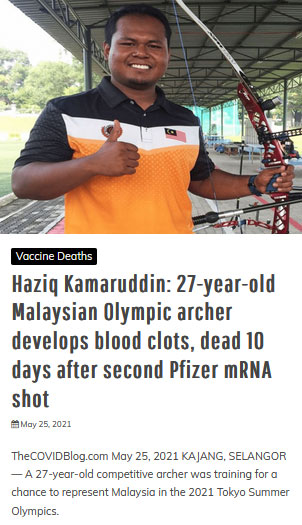 Vaccine Deaths
Haziq Kamaruddin: 27-year-old
Malaysian Olympic archer
develops blood clots, dead 10
days after second Pfizer mRNA
shot
May 25, 2021
TheCOVIDBlog.com May 25, 2021 KAJANG, SELANGOR
— A 27-year-old competitive archer was training for a
chance to represent Malaysia in the 2021 Tokyo Summer
Olympics.